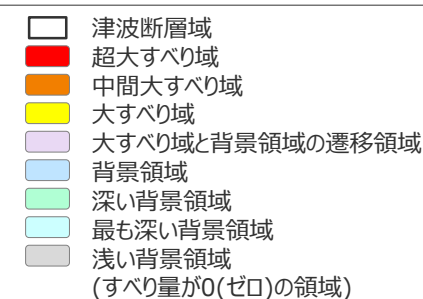 津波断層域
超大すべり域
中間大すべり域
大すべり域
大すべり域と背景領域の遷移領域
背景領域
深い背景領域
最も深い背景領域
浅い背景領域
(すべり量が0(ゼロ)の領域)